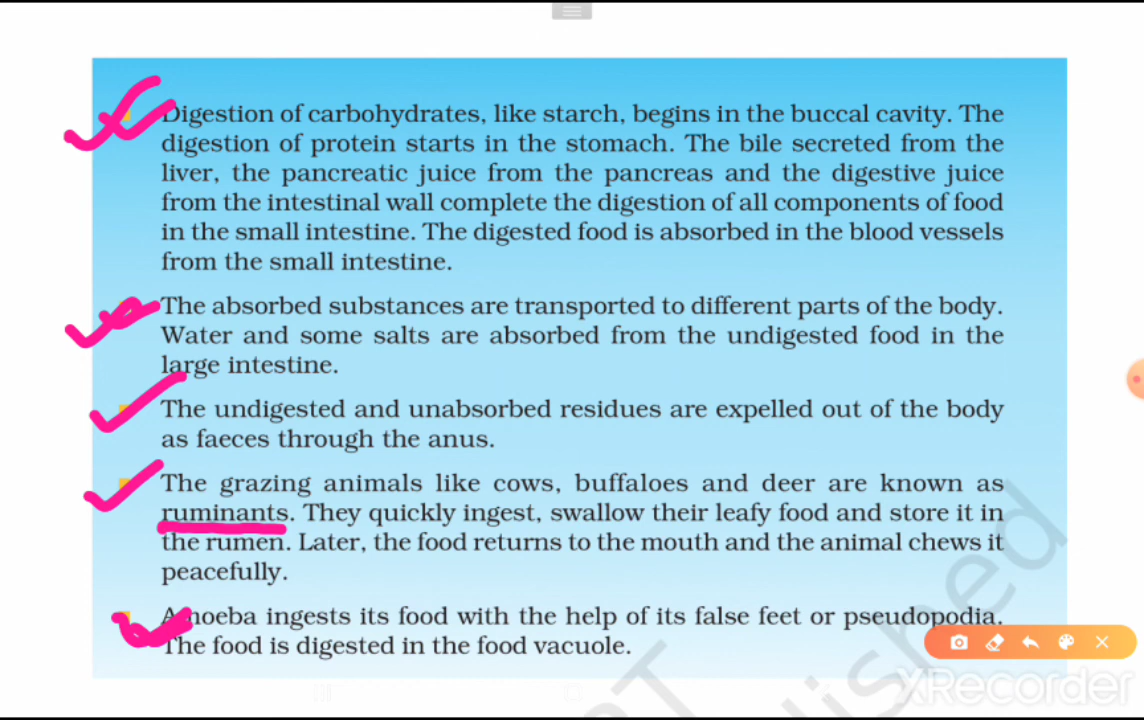 Digestion of carbohydrates, like starch, begins in the buccal cavity. The
digestion of protein starts in the stomach. The bile secreted from the
liver, the pancreatic juice from the pancreas and the digestive juice
from the intestinal wall complete the digestion of all components of food
in the small intestine. The digested food is absorbed in the blood vessels
from the small intestine.
The absorbed substances are transported to different parts of the body.
Water and some salts are absorbed from the undigested food in the
large intestine.
The undigested and unabsorbed residues are expelled out of the body
as faeces through the anus.
The grazing animals like cows, buffaloes and deer are known as
ruminants. They quickly ingest, swallow their leafy food and store it in
the rumen. Later, the food returns to the mouth and the animal chews it
peacefully.
Amoeba ingests its food with the help of its false feet or pseudopodia.
The food is digested in the food vacuole.
XRecorder